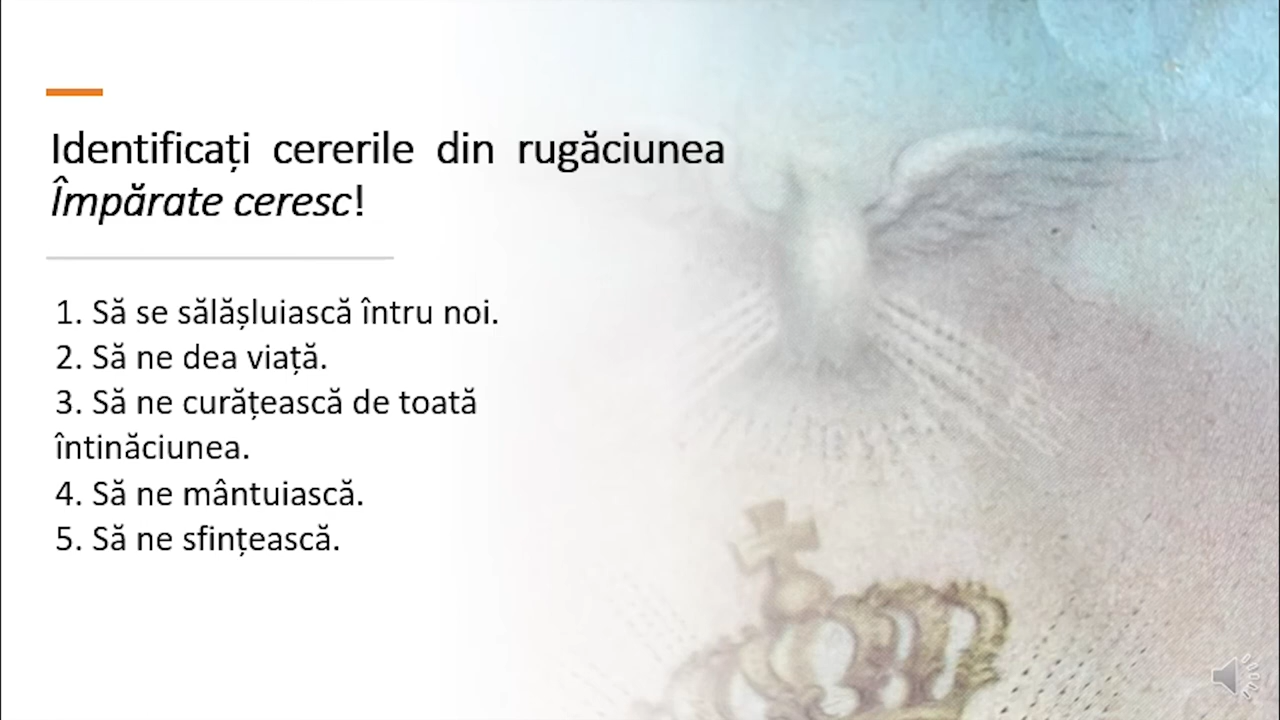 Identificați cererile din rugăciunea
Împărate ceresc!
1. Să se sălășluiască întru noi.
2. Să ne dea viață.
3. Să ne curățească de toată
întinăciunea.
4. Să ne mântuiască.
5. Să ne sfințească.